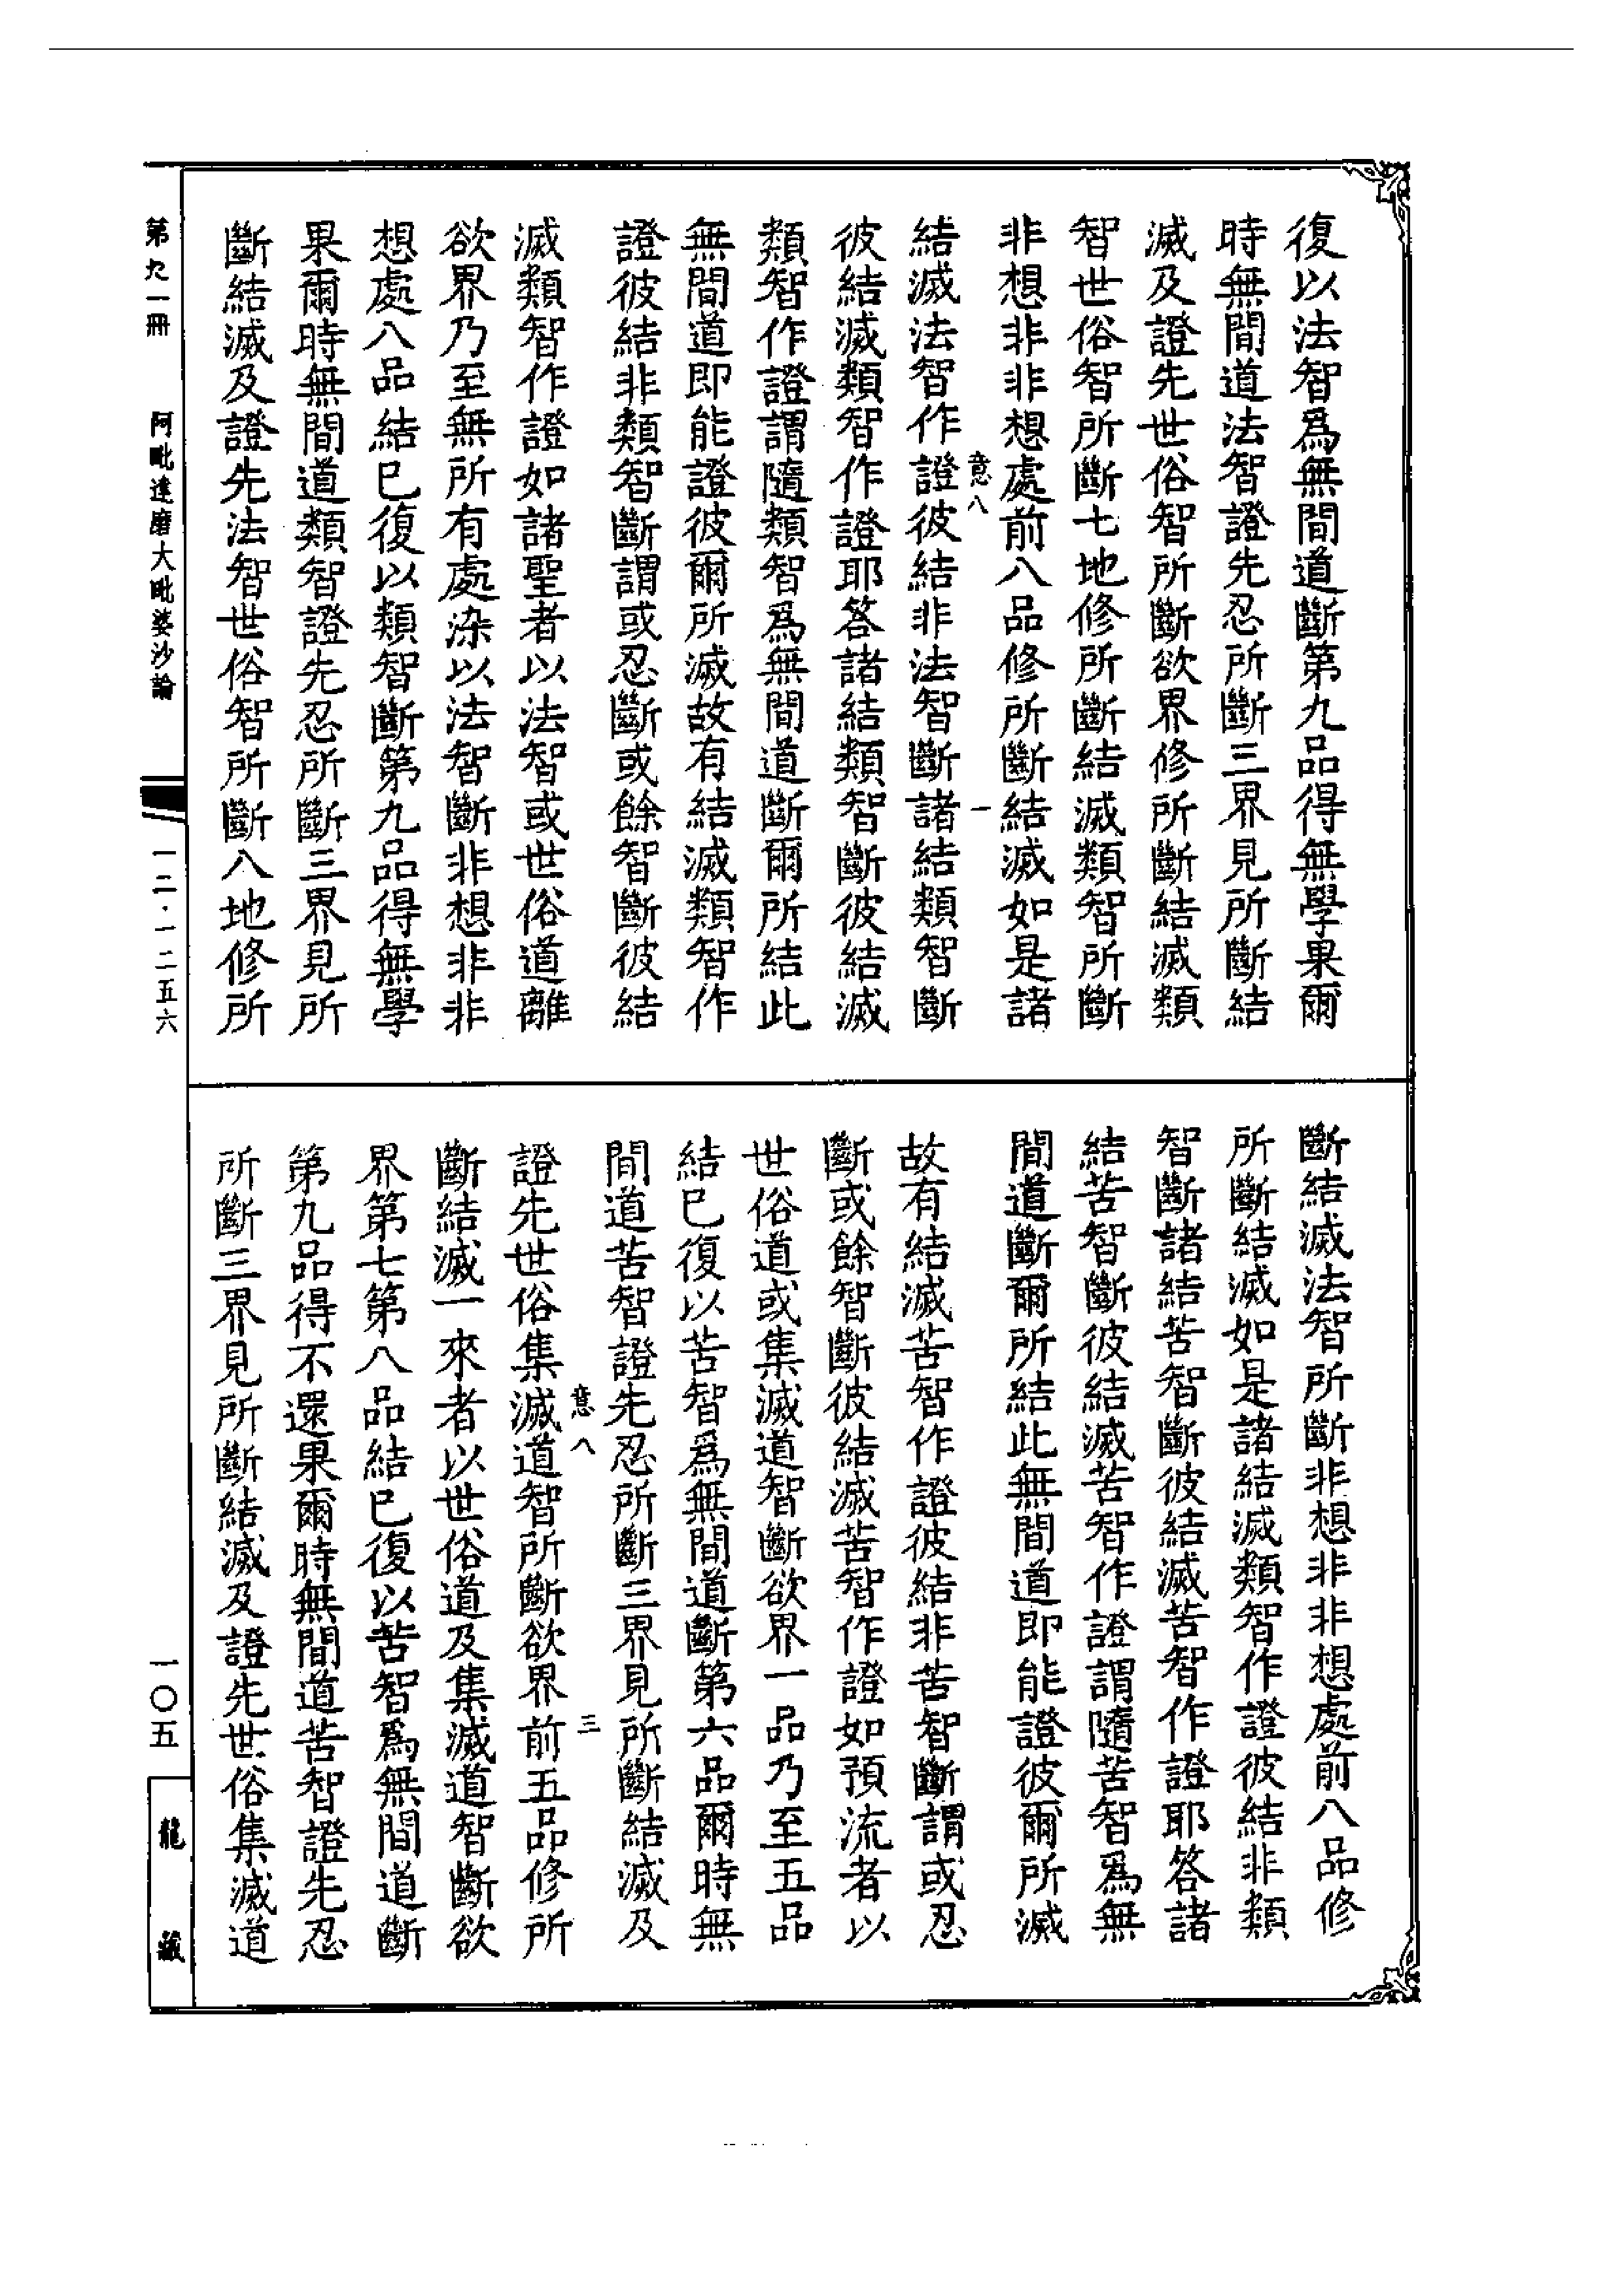 復以法智爲無間道斷第九品得無學果爾
時無間道法智證先忍所斷三界見所斷結
滅及證先世俗智所斷欲界修所斷結滅類
智世俗智所斷七地修所斷結滅類智所斷
非想非非想處前八品修所斷結滅如是諸
意八 一
結滅法智作證彼結非法智斷諸結類智斷
彼結滅類智作證耶答諸結類智斷彼結滅
類智作證謂隨類智爲無間道斷爾所結此
無間道即能證彼爾所滅故有結滅類智作
證彼結非類智斷謂或忍斷或餘智斷彼結
滅類智作證如諸聖者以法智或世俗道離
欲界乃至無所有處染以法智斷非想非非
想處八品結已復以類智斷第九品得無學
果爾時無間道類智證先忍所斷三界見所
斷結滅及證先法智世俗智所斷八地修所
斷結滅法智所斷非想非非想處前八品修
所斷結滅如是諸結滅類智作證彼結非類
智斷諸結苦智斷彼結滅苦智作證耶答諸
結苦智斷彼結滅苦智作證謂隨苦智爲無
間道斷爾所結此無間道即能證彼爾所滅
故有結滅苦智作證彼結非苦智斷謂或忍
斷或餘智斷彼結滅苦智作證如預流者以
世俗道或集滅道智斷欲界一品乃至五品
結已復以苦智爲無間道斷第六品爾時無
間道苦智證先忍所斷三界見所斷結滅及
意八 三
證先世俗集滅道智所斷欲界前五品修所
斷結滅一來者以世俗道及集滅道智斷欲
界第七第八品結已復以苦智爲無間道斷
第九品得不還果爾時無間道苦智證先忍
所斷三界見所斷結滅及證先世俗集滅道
第九一冊 阿毗達磨大毗婆沙論 一二·一二五六 一〇五 龍藏